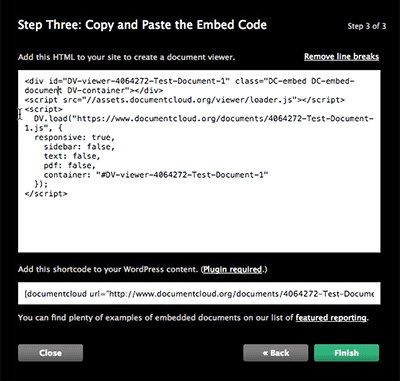 Step Three: Copy and Paste the Embed Code
Step 3 of 3
Add this HTML to your site to create a document viewer.
Remove line breaks
<div id="DV-viewer-4064272-Test-Document-1" class="DC-embed DC-embed-
document DV-container"></div>
<script src="//assets.documentcloud.org/viewer/loader.js"></script>
<script>
  DV.load("https://www.documentcloud.org/documents/4064272-Test-Document-
1.js", {
  responsive: true,
    sidebar: false,
    text: false,
    pdf: false,
    container: "#DV-viewer-4064272-Test-Document-1"
  });
</script>
Add this shortcode to your WordPress content. (Plugin required.)
[documentcloud url="http://www.documentcloud.org/documents/4064272-Test-Docume
You can find plenty of examples of embedded documents on our list of featured reporting.
Close
« Back
Finish